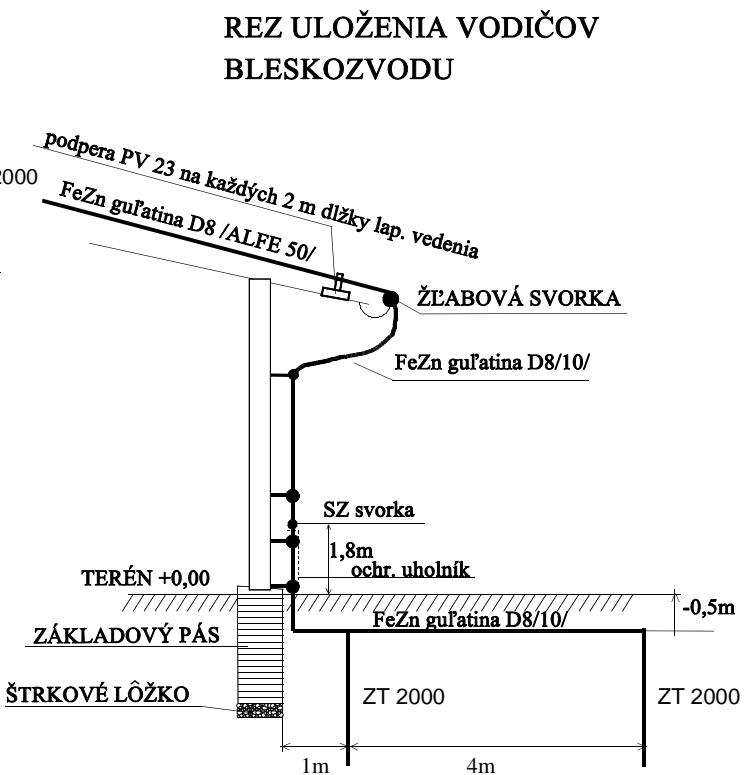 REZ ULOŽENIA VODIČOV
BLESKOZVODU
podpera PV 23 na každých 2 m dlžky lap. vedenia
2000
FeZn guľatina D8 /ALFE 50/
ŽĽABOVÁ SVORKA
FeZn guľatina D8/10/
SZ svorka
1,8m
ochr. uholník
TERÉN +0,00
-0,5m
FeZn guľatina D8/10/
ZÁKLADOVÝ PÁS
ŠTRKOVÉ LÔŽKO
ZT 2000
ZT 2000
1m
4m